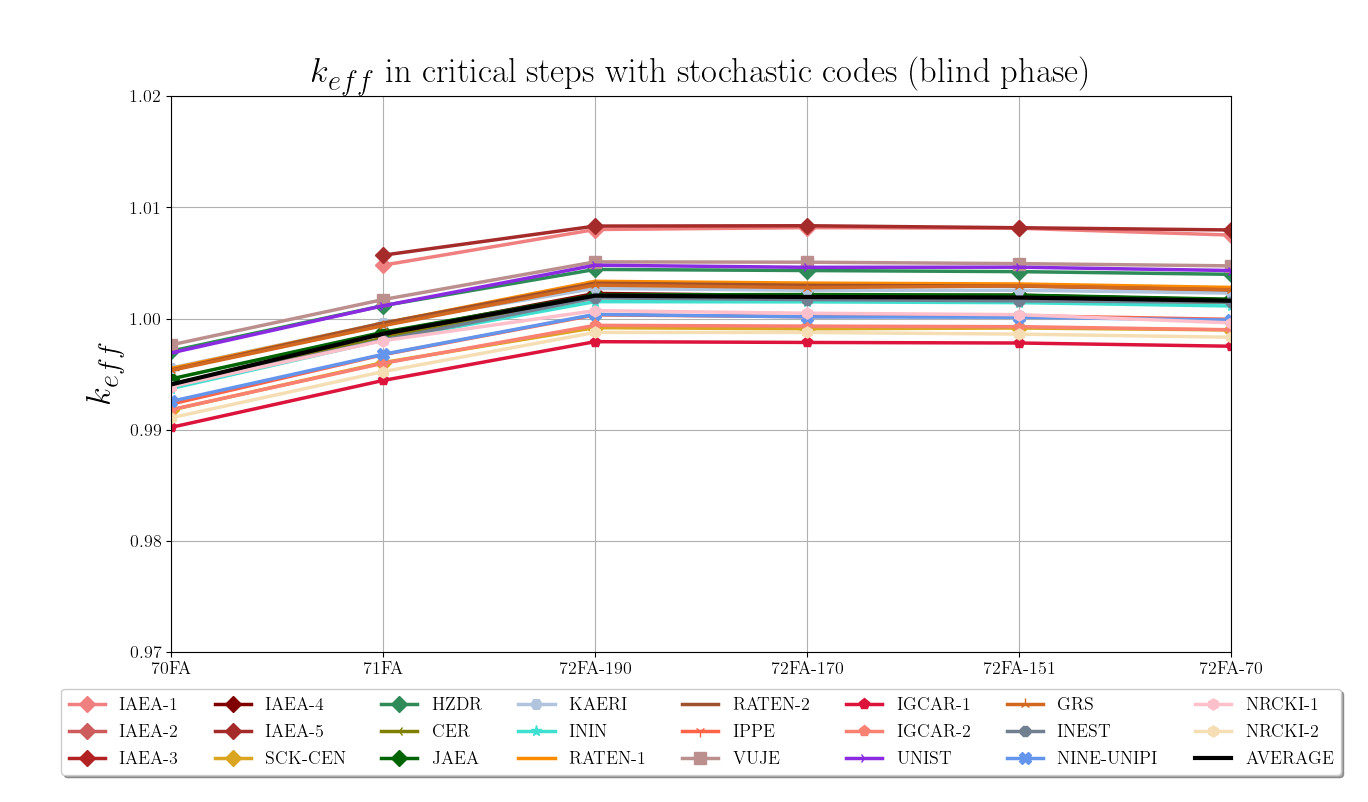 k_eff in critical steps with stochastic codes (blind phase)
1.02
1.01
1.00
0.99
0.98
0.97
k_eff
70FA 71FA 72FA-190 72FA-170 72FA-151 72FA-70
IAEA-1 IAEA-4 HZDR KAERI RATEN-2 IGCAR-1 GRS NRCKI-1
IAEA-2 IAEA-5 CER ININ IPPE IGCAR-2 INEST NRCKI-2
IAEA-3 SCK-CEN JAEA RATEN-1 VUJE UNIST NINE-UNIPI AVERAGE